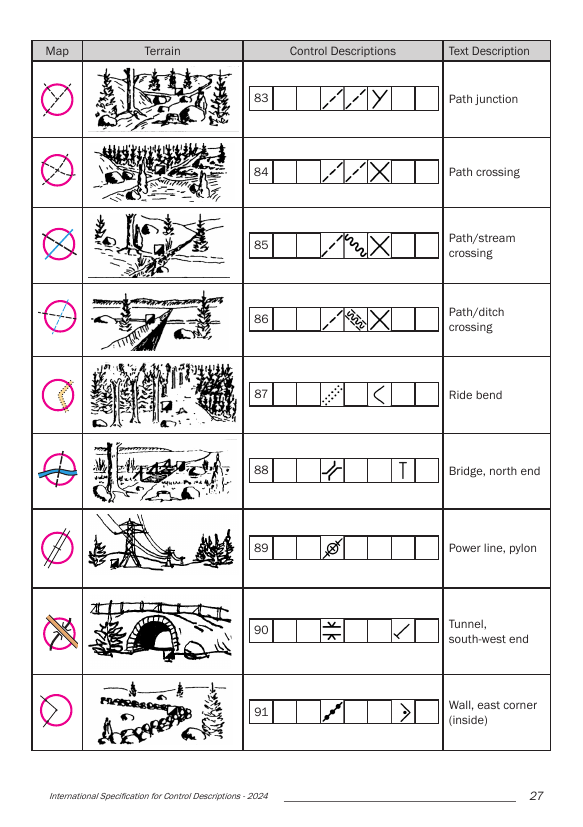 Map Terrain Control Descriptions Text Description
83 Path junction
84 Path crossing
85 Path/stream
crossing
86 Path/ditch
crossing
87 Ride bend
88 Bridge, north end
89 Power line, pylon
90 Tunnel,
south-west end
91 Wall, east corner
(inside)
International Specification for Control Descriptions - 2024 27